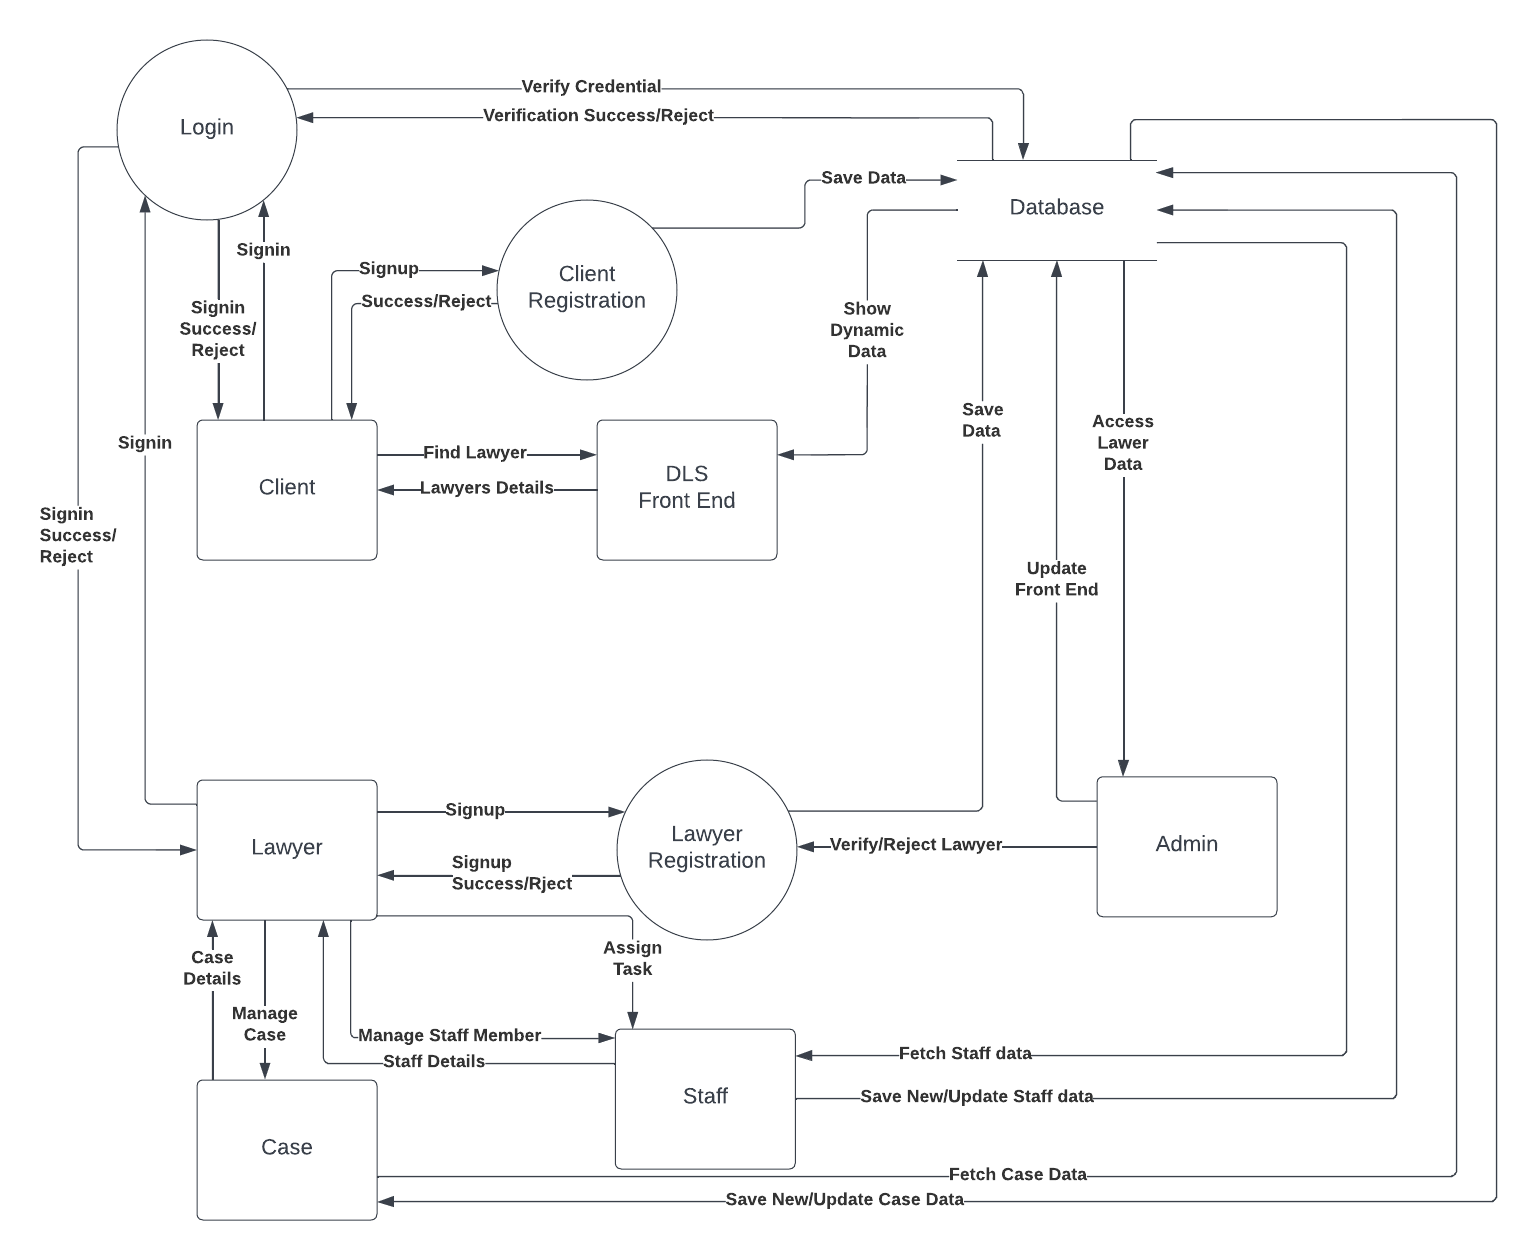 Verify Credential
Verification Success/Reject
Login
Save Data
Database
Signin
Signup
Client
Registration
Success/Reject
Signin
Success/
Reject
Show
Dynamic
Data
Save
Data
Access
Lawer
Data
Signin
Find Lawyer
DLS
Front End
Client
Lawyers Details
Signin
Success/
Reject
Update
Front End
Signup
Lawyer
Registration
Lawyer
Verify/Reject Lawyer
Admin
Signup
Success/Rject
Assign
Task
Case
Details
Manage
Case
Manage Staff Member
Staff Details
Fetch Staff data
Staff
Save New/Update Staff data
Case
Fetch Case Data
Save New/Update Case Data